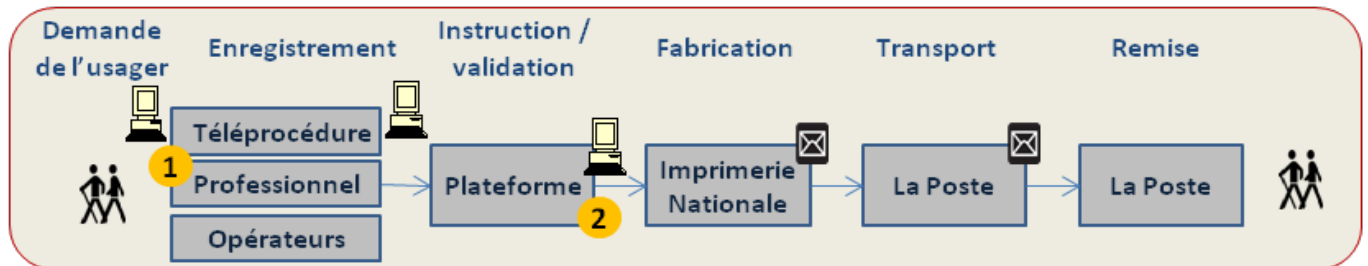 Demande
de l'usager
Enregistrement
Instruction /
validation
Fabrication
Transport
Remise
Téléprocédure
1
Professionnel
Opérateurs
Plateforme
2
Imprimerie
Nationale
La Poste
La Poste